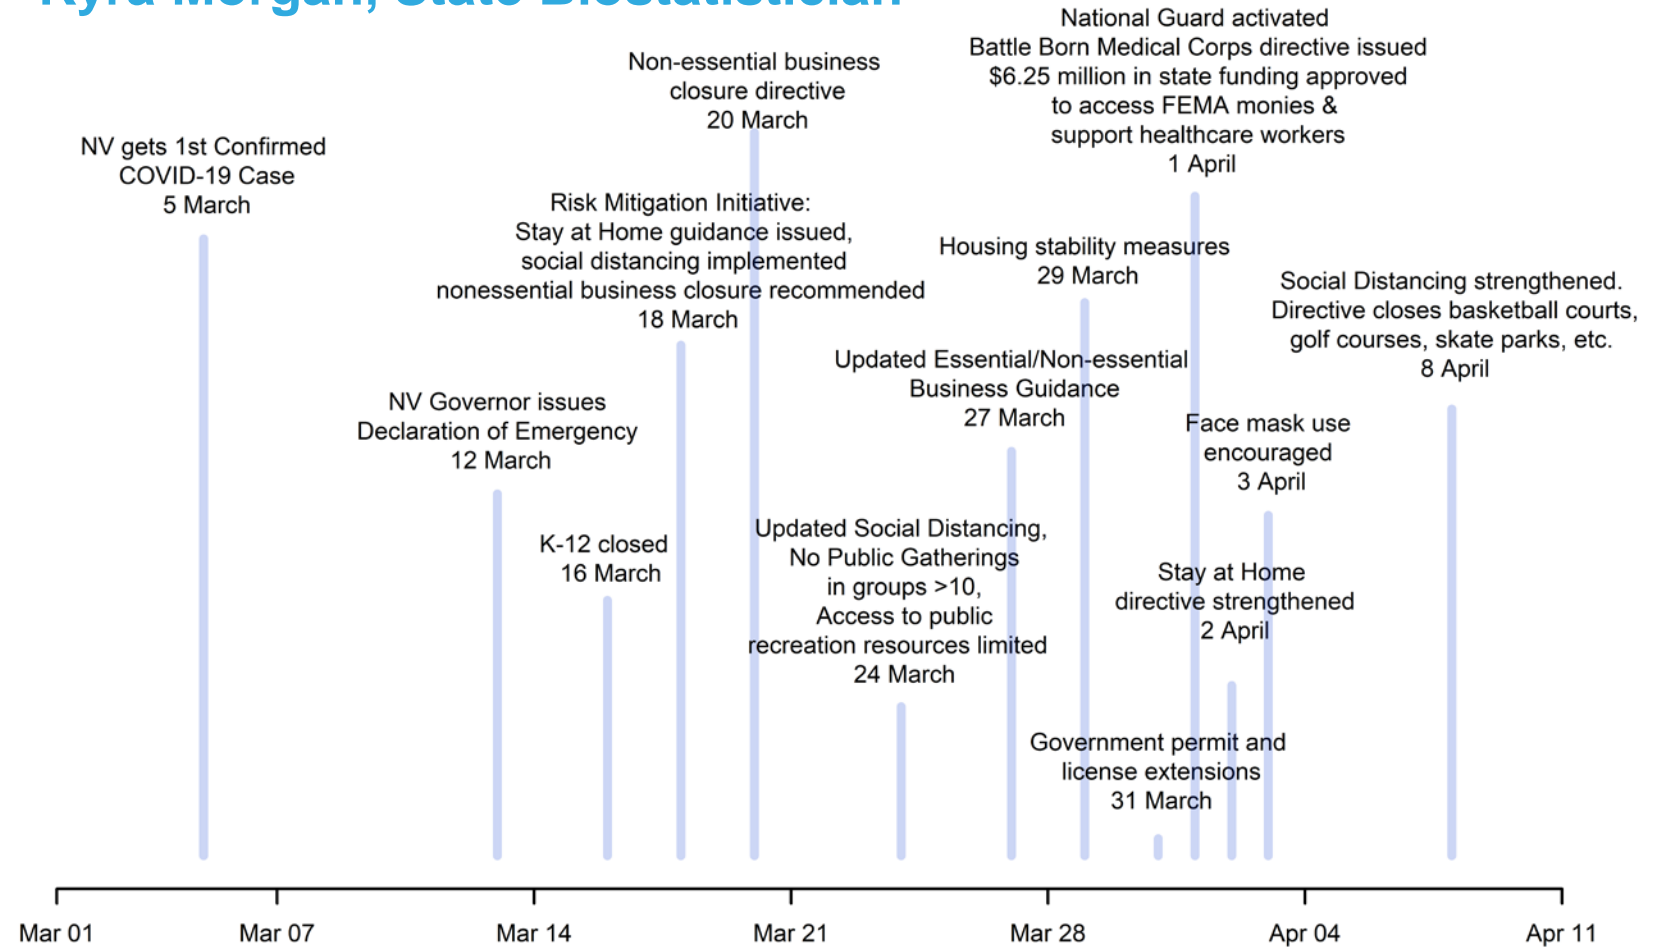 Kyra Morgan, State Biostatistician
National Guard activated
Battle Born Medical Corps directive issued
$6.25 million in state funding approved
to access FEMA monies &
support healthcare workers
1 April
Non-essential business
closure directive
20 March
NV gets 1st Confirmed
COVID-19 Case
5 March
Risk Mitigation Initiative:
Stay at Home guidance issued,
social distancing implemented
nonessential business closure recommended
18 March
Housing stability measures
29 March
Social Distancing strengthened.
Directive closes basketball courts,
golf courses, skate parks, etc.
8 April
Updated Essential/Non-essential
Business Guidance
27 March
NV Governor issues
Declaration of Emergency
12 March
Face mask use
encouraged
3 April
K-12 closed
16 March
Updated Social Distancing,
No Public Gatherings
in groups >10,
Access to public
recreation resources limited
24 March
Stay at Home
directive strengthened
2 April
Government permit and
license extensions
31 March
Mar 01
Mar 07
Mar 14
Mar 21
Mar 28
Apr 04
Apr 11